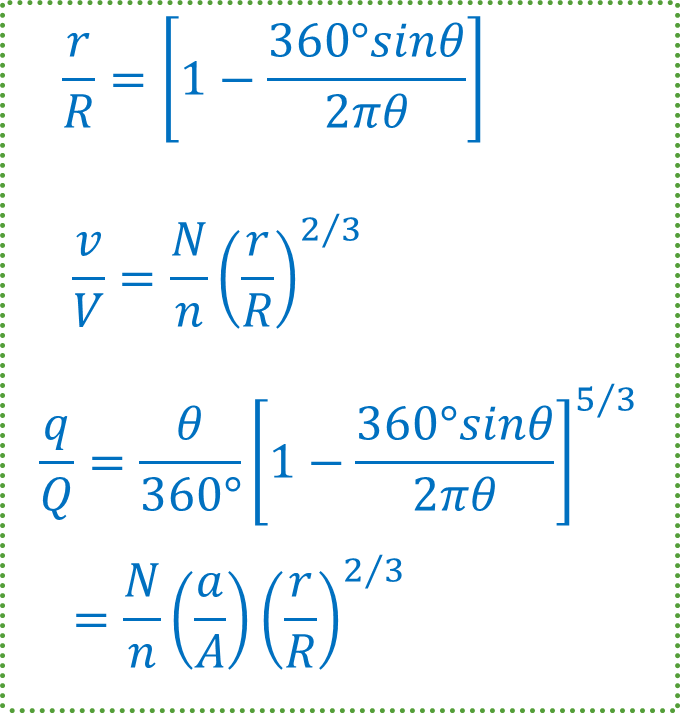 r/R = [1 − 360°sinθ / 2πθ]
v/V = N/n (r/R)^2/3
q/Q = θ/360° [1 − 360°sinθ / 2πθ]^5/3
= N/n (a/A) (r/R)^2/3